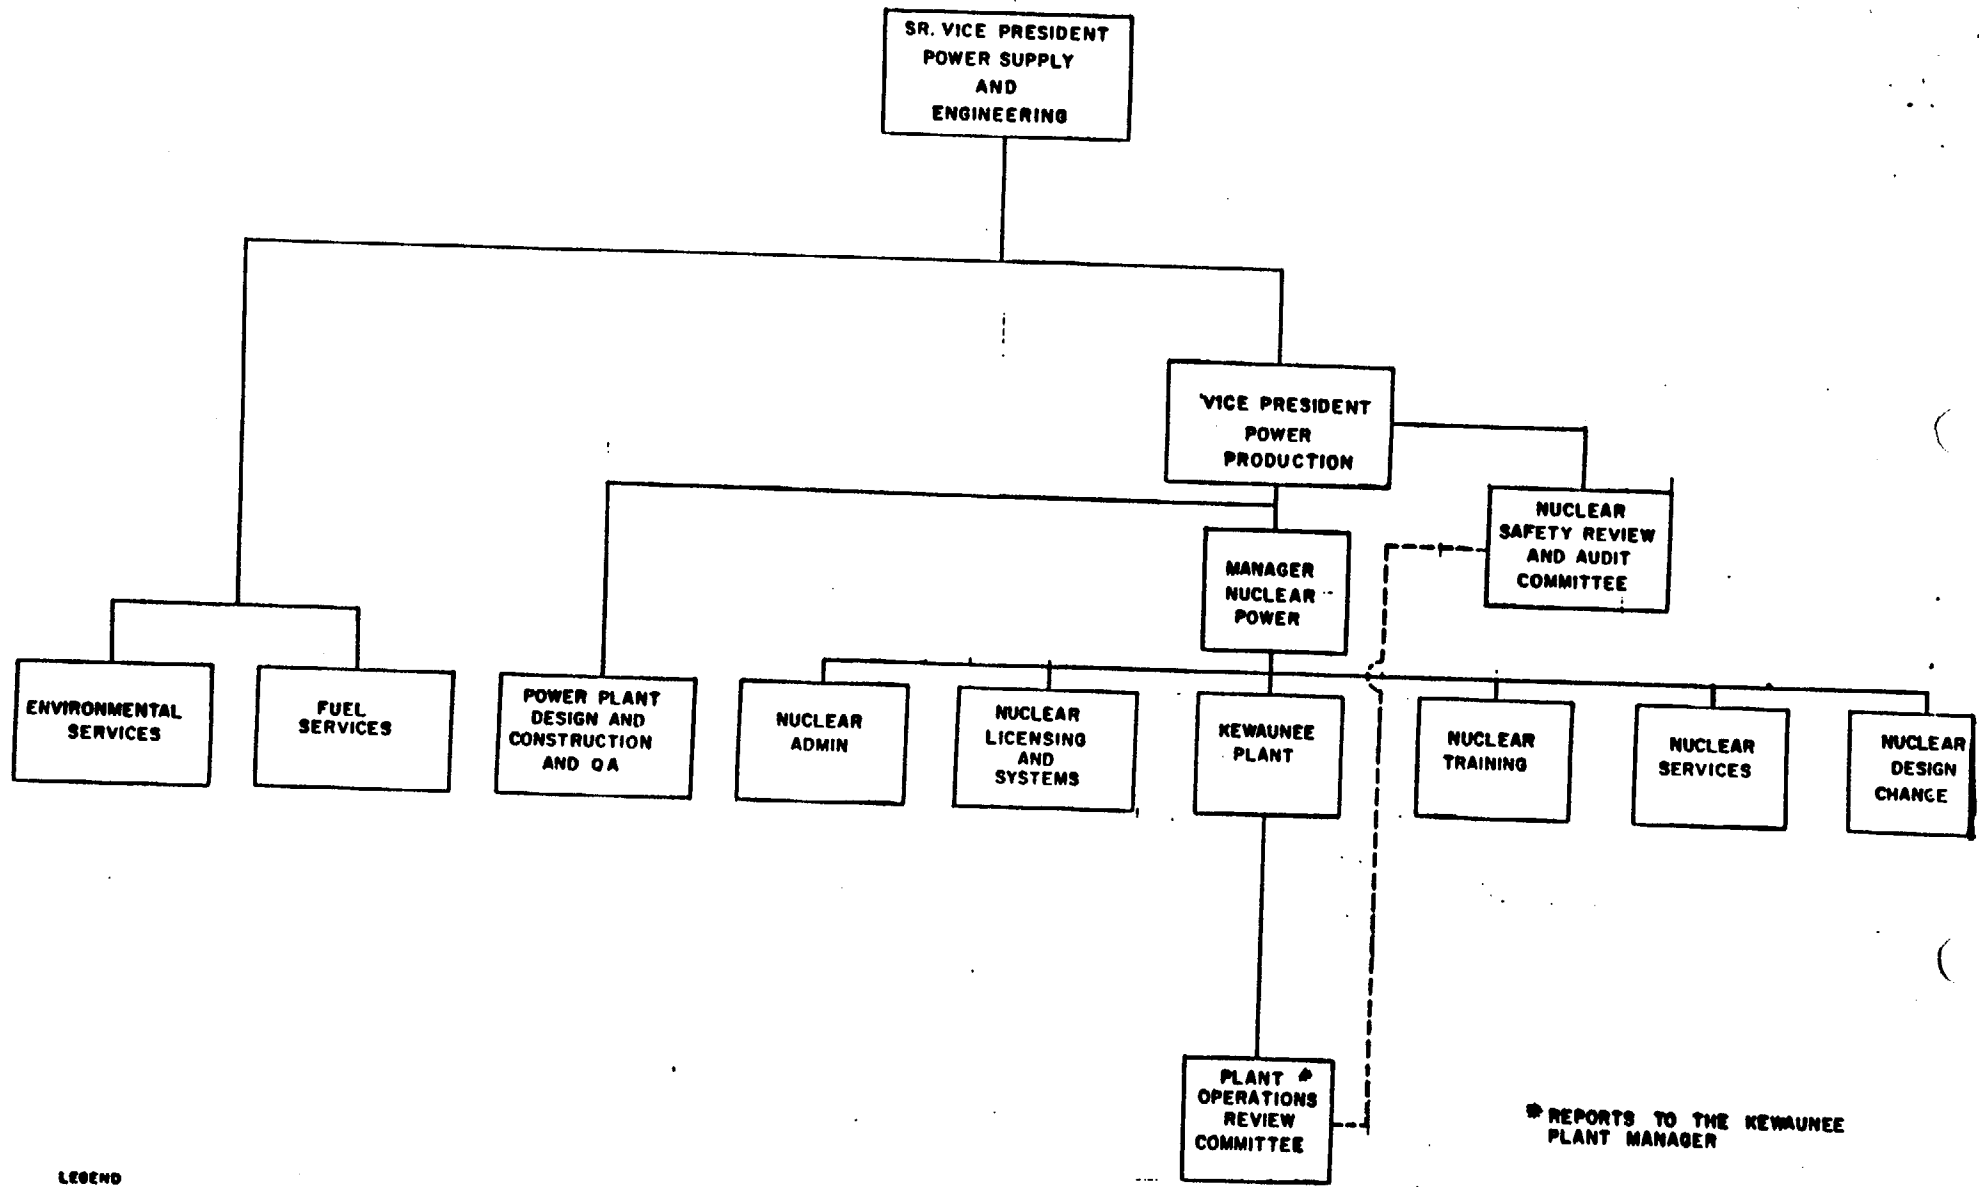 SR. VICE PRESIDENT
POWER SUPPLY
AND
ENGINEERING
VICE PRESIDENT
POWER
PRODUCTION
NUCLEAR
SAFETY REVIEW
AND AUDIT
COMMITTEE
MANAGER
NUCLEAR
POWER
ENVIRONMENTAL
SERVICES
FUEL
SERVICES
POWER PLANT
DESIGN AND
CONSTRUCTION
AND QA
NUCLEAR
ADMIN
NUCLEAR
LICENSING
AND
SYSTEMS
KEWAUNEE
PLANT
NUCLEAR
TRAINING
NUCLEAR
SERVICES
NUCLEAR
DESIGN
CHANGE
PLANT *
OPERATIONS
REVIEW
COMMITTEE
* REPORTS TO THE KEWAUNEE
PLANT MANAGER
LEGEND